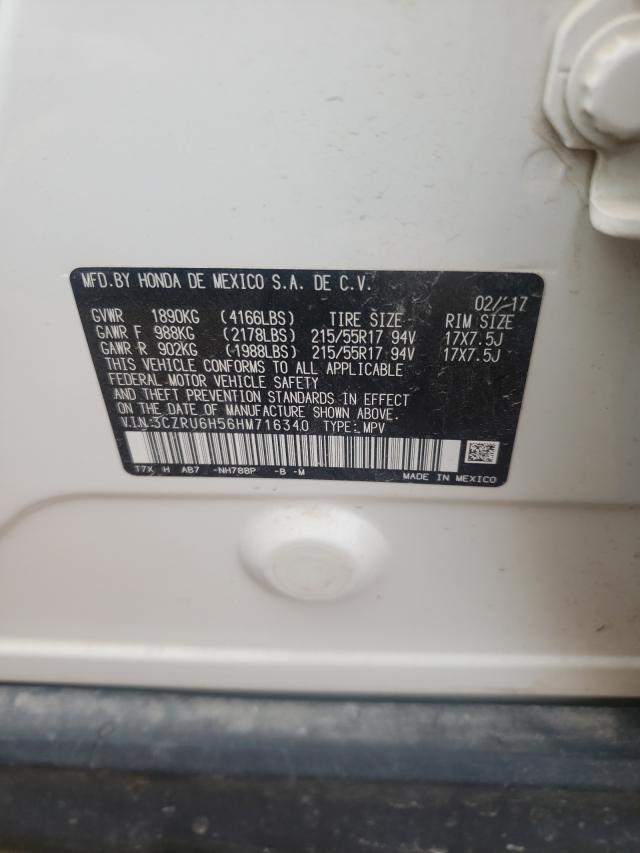 MFD.BY HONDA DE MEXICO S.A. DE C.V.
02/17
GVWR 1890KG (4166LBS) TIRE SIZE RIM SIZE
GAWR F 988KG (2178LBS) 215/55R17 94V 17X7.5J
GAWR R 902KG (1988LBS) 215/55R17 94V 17X7.5J
THIS VEHICLE CONFORMS TO ALL APPLICABLE
FEDERAL MOTOR VEHICLE SAFETY
AND THEFT PREVENTION STANDARDS IN EFFECT
ON THE DATE OF MANUFACTURE SHOWN ABOVE.
V.I.N.:3CZRU6H56HM716340 TYPE: MPV
T7X H AB7 -NH788P -B -M
MADE IN MEXICO